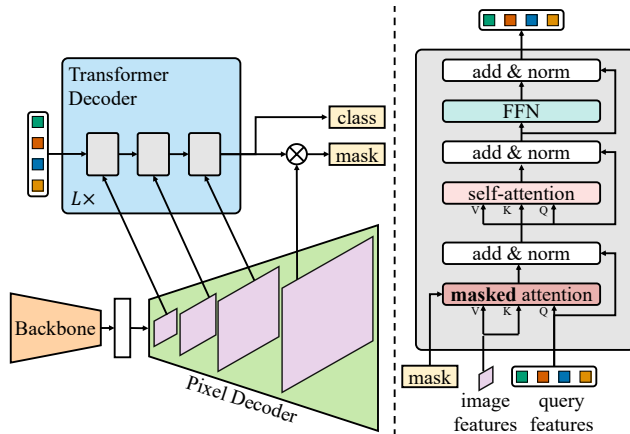 Transformer
Decoder
L×
class
mask
Backbone
Pixel Decoder
add & norm
FFN
add & norm
self-attention
V K Q
add & norm
masked attention
V K Q
mask
image
features
query
features